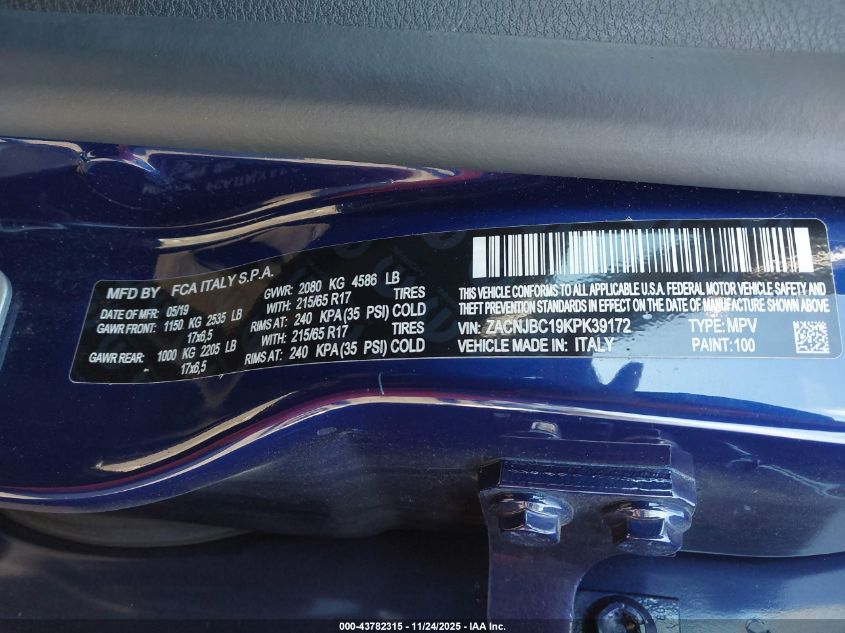 MFD BY FCA ITALY S.P.A.
DATE OF MFR: 05/19 GWWR: 2080 KG 4586 LB
GAWR FRONT: 1150 KG 2535 LB WITH: 215/65 R17 TIRES
17x6,5 RIMS AT: 240 KPA (35 PSI) COLD
GAWR REAR: 1000 KG 2205 LB WITH: 215/65 R17 TIRES
17x6,5 RIMS AT: 240 KPA (35 PSI) COLD
THIS VEHICLE CONFORMS TO ALL APPLICABLE U.S.A. FEDERAL MOTOR VEHICLE SAFETY AND
THEFT PREVENTION STANDARDS IN EFFECT ON THE DATE OF MANUFACTURE SHOWN ABOVE.
VIN: ZACNJBC19KPK39172 TYPE: MPV
VEHICLE MADE IN: ITALY PAINT: 100
000-43782315 - 11/24/2025 - IAA Inc.